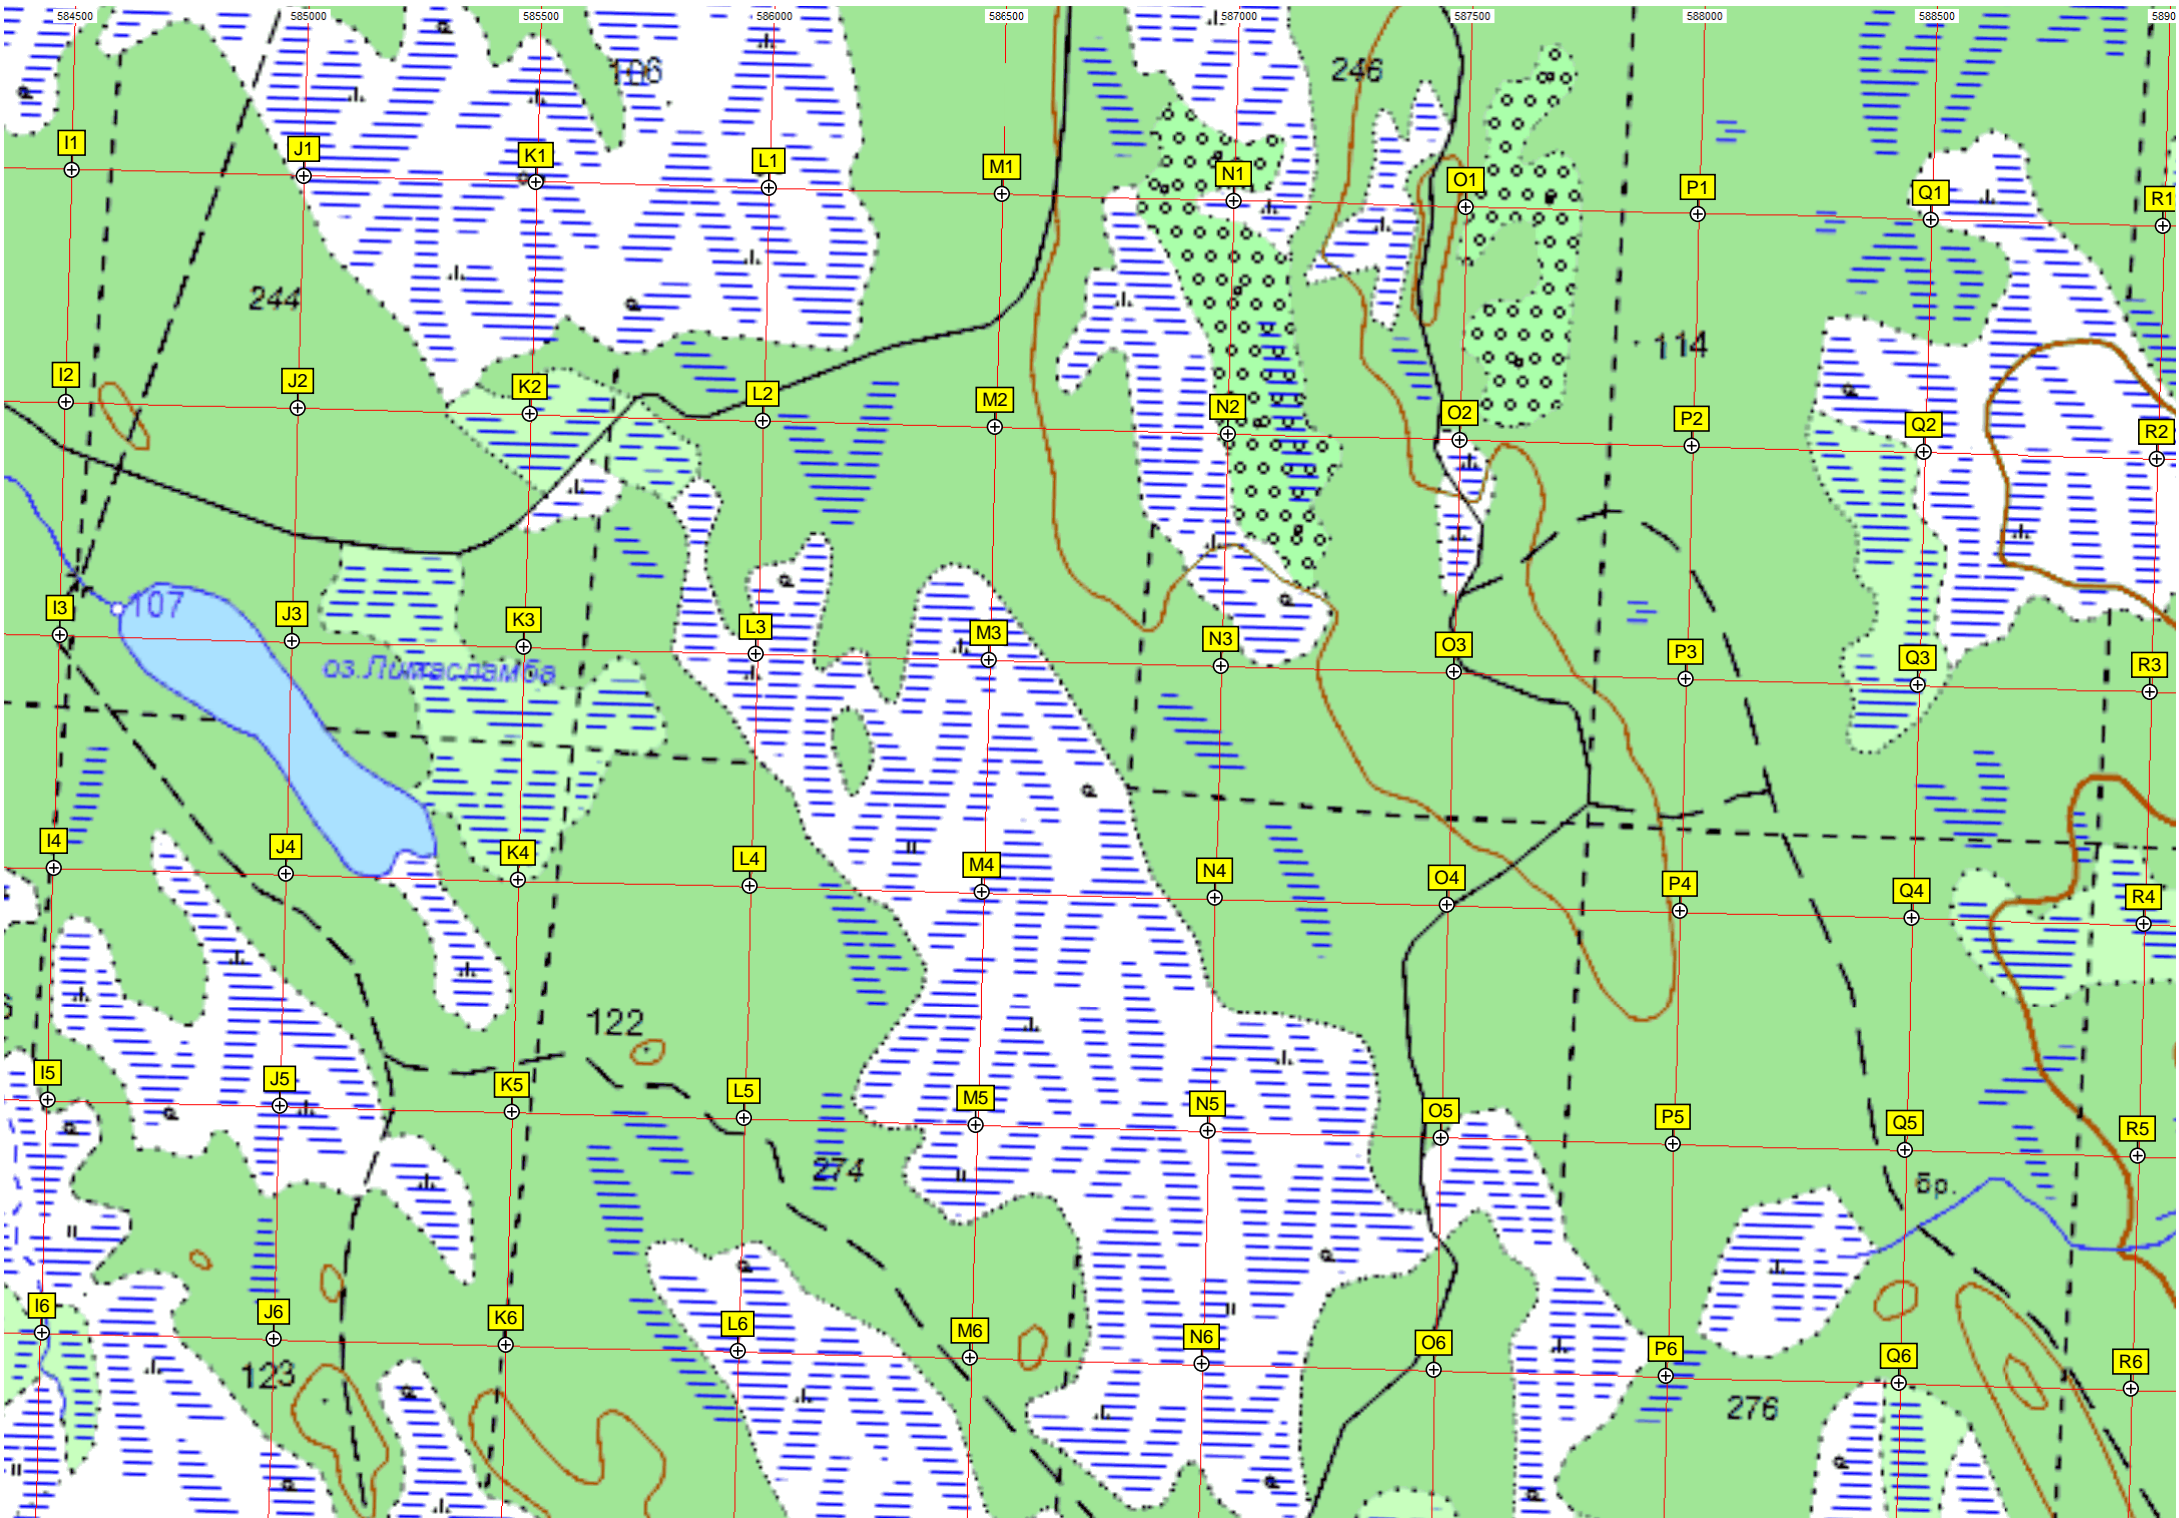 584500 585000 585500 586000 586500 587000 587500 588000 588500 589
106 246
I1 J1 K1 L1 M1 N1 O1 P1 Q1 R1
244
114
I2 J2 K2 L2 M2 N2 O2 P2 Q2 R2
107
I3 J3 K3 L3 M3 N3 O3 P3 Q3 R3
оз.Питасламба
I4 J4 K4 L4 M4 N4 O4 P4 Q4 R4
122
I5 J5 K5 L5 M5 N5 O5 P5 Q5 R5
274
бр.
I6 J6 K6 L6 M6 N6 O6 P6 Q6 R6
123
276